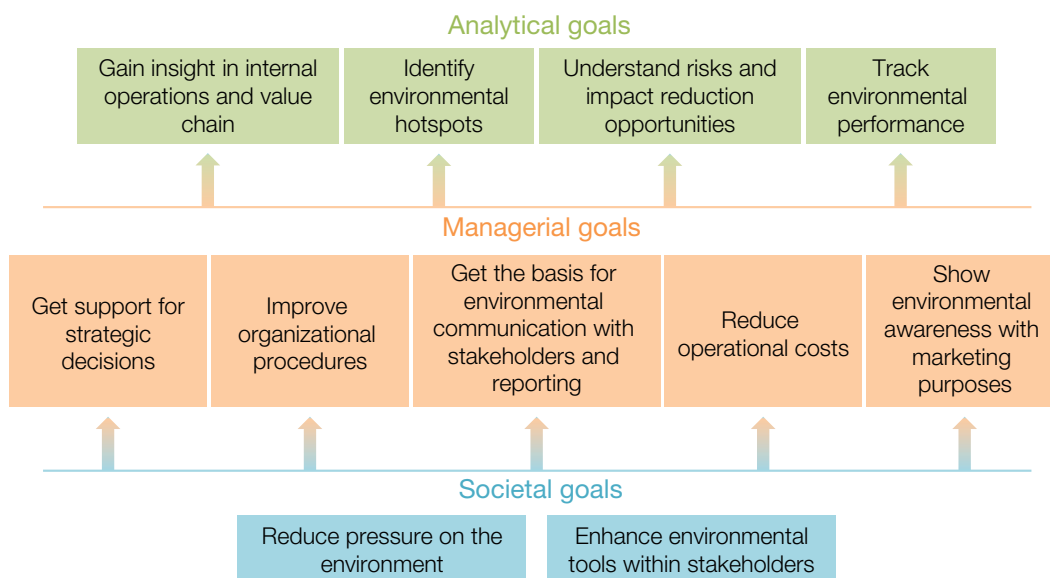 Analytical goals
Gain insight in internal
operations and value
chain
Identify
environmental
hotspots
Understand risks and
impact reduction
opportunities
Track
environmental
performance
Managerial goals
Get support for
strategic
decisions
Improve
organizational
procedures
Get the basis for
environmental
communication with
stakeholders and
reporting
Reduce
operational costs
Show
environmental
awareness with
marketing
purposes
Societal goals
Reduce pressure on the
environment
Enhance environmental
tools within stakeholders